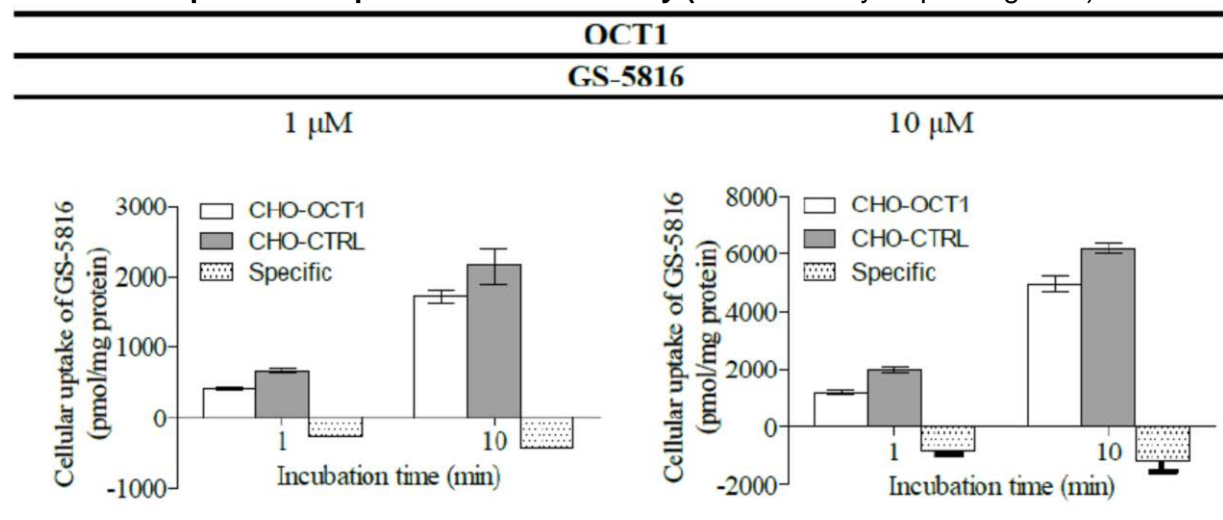 OCT1
GS-5816
1 μM
10 μM
Cellular uptake of GS-5816
(pmol/mg protein)
3000
2000
1000
0
-1000
CHO-OCT1
CHO-CTRL
Specific
1
10
Incubation time (min)
Cellular uptake of GS-5816
(pmol/mg protein)
8000
6000
4000
2000
0
-2000
CHO-OCT1
CHO-CTRL
Specific
1
10
Incubation time (min)